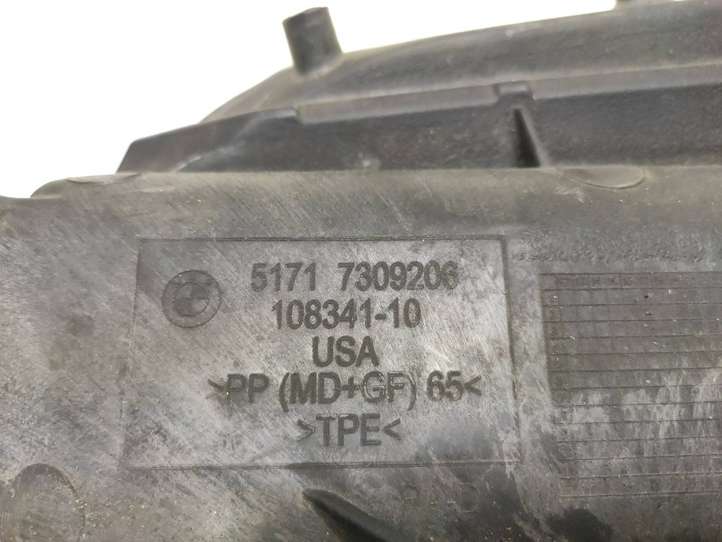 5171 7309206
108341-10
USA
>PP (MD+GF) 65<
>TPE<